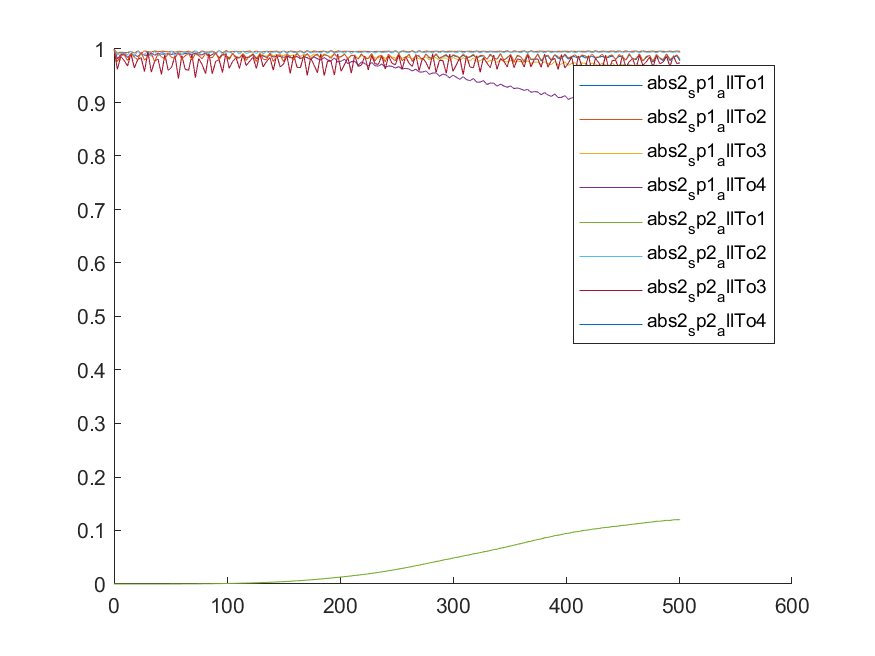 1
0.9
0.8
0.7
0.6
0.5
0.4
0.3
0.2
0.1
0
0 100 200 300 400 500 600
abs2_sp1_allTo1
abs2_sp1_allTo2
abs2_sp1_allTo3
abs2_sp1_allTo4
abs2_sp2_allTo1
abs2_sp2_allTo2
abs2_sp2_allTo3
abs2_sp2_allTo4